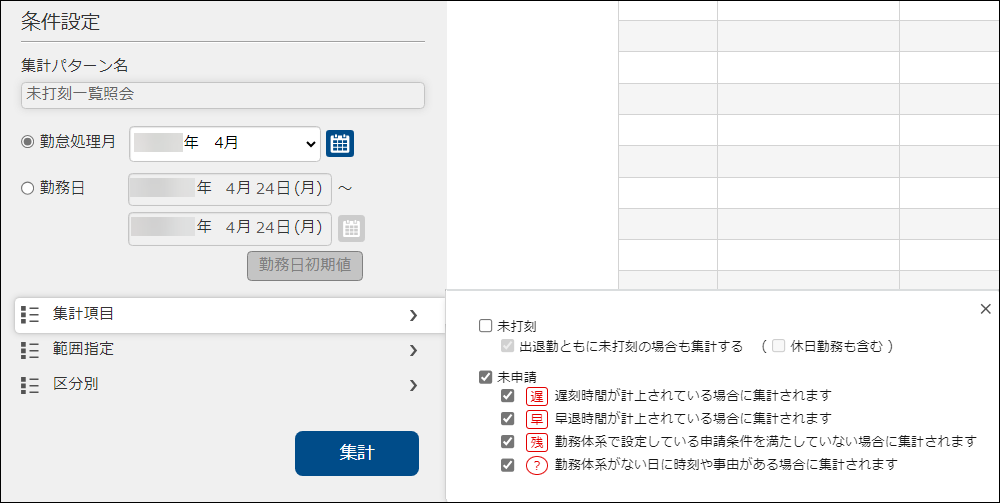 条件設定
集計パターン名
未打刻一覧照会
勤怠処理月 年 4月
勤務日 年 4月 24日 (月) ～
年 4月 24日 (月)
勤務日初期値
集計項目
範囲指定
区分別
集計
未打刻
出退勤ともに未打刻の場合も集計する ( 休日勤務も含む )
未申請
遅 遅刻時間が計上されている場合に集計されます
早 早退時間が計上されている場合に集計されます
残 勤務体系で設定している申請条件を満たしていない場合に集計されます
? 勤務体系がない日に時刻や事由がある場合に集計されます